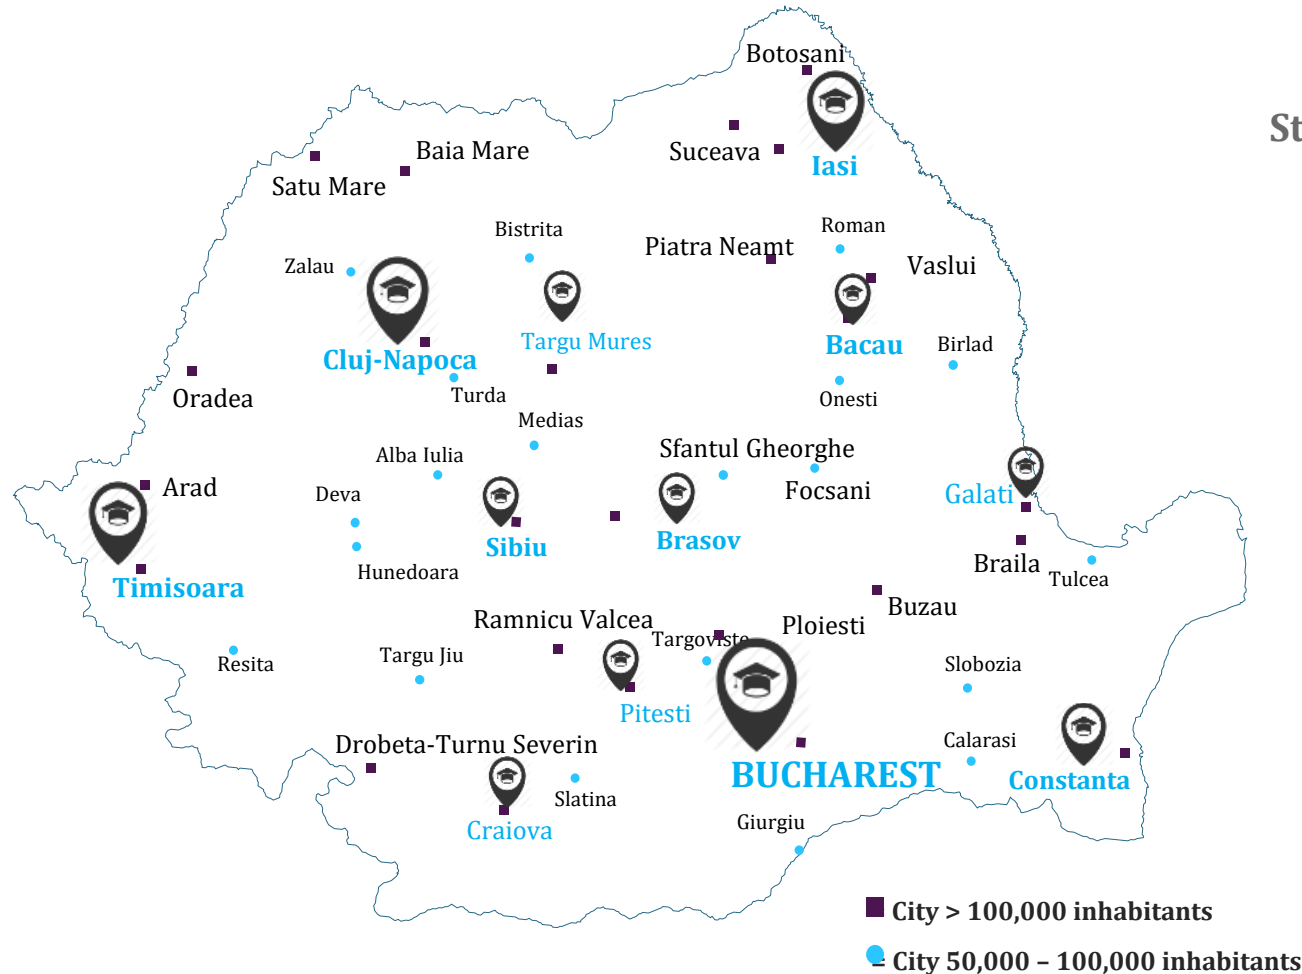 Botosani
St
Iasi
Suceava
Baia Mare
Satu Mare
Bistrita
Roman
Piatra Neamt
Vaslui
Zalau
Targu Mures
Bacau
Birlad
Cluj-Napoca
Turda
Onesti
Oradea
Medias
Sfantul Gheorghe
Alba Iulia
Focsani
Galati
Arad
Deva
Sibiu
Brasov
Hunedoara
Braila
Tulcea
Timisoara
Buzau
Ramnicu Valcea
Targoviste
Ploiesti
Resita
Targu Jiu
Slobozia
Pitesti
Calarasi
Drobeta-Turnu Severin
BUCHAREST
Constanta
Slatina
Craiova
Giurgiu
City > 100,000 inhabitants
= City 50,000 – 100,000 inhabitants